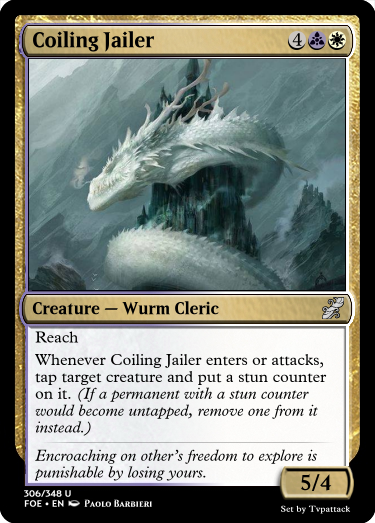 Coiling Jailer 4
Creature — Wurm Cleric
Reach
Whenever Coiling Jailer enters or attacks,
tap target creature and put a stun counter
on it. (If a permanent with a stun counter
would become untapped, remove one from it
instead.)
Encroaching on other's freedom to explore is
punishable by losing yours.
5/4
306/348 U
FOE • EN Paolo Barbieri
Set by Tvpattack